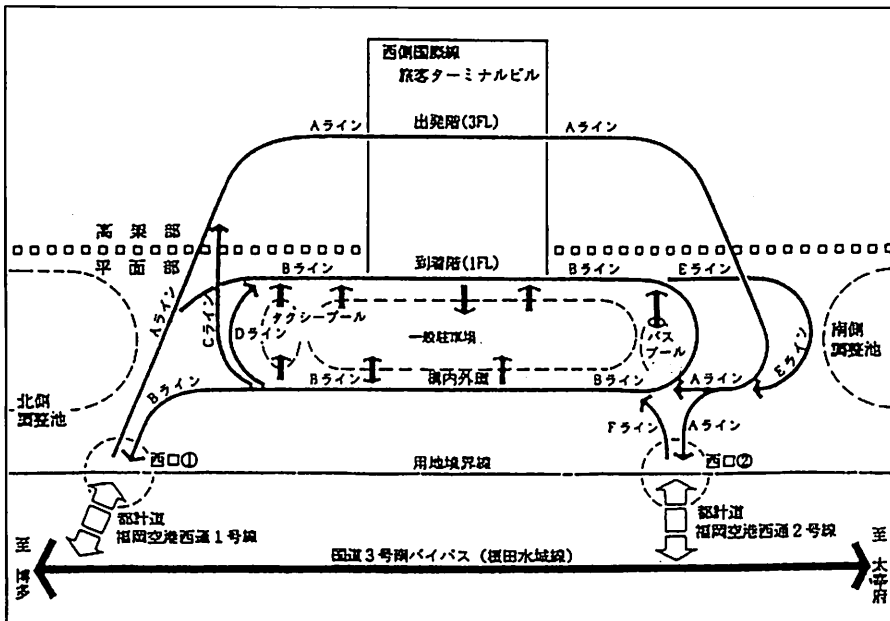 西側国際線
旅客ターミナルビル
Aライン
出発階(3FL)
Aライン
高架部
平面部
Bライン
到着階(1FL)
Bライン
Eライン
Aライン
Cライン
Dライン
タクシープール
一般駐車場
バス
プール
Eライン
南側
調整池
Bライン
Bライン
構内外環
Bライン
Aライン
北側
調整池
Fライン
Aライン
西口①
用地境界線
西口②
都計道
福岡空港西通1号線
都計道
福岡空港西通2号線
至博多
国道3号南バイパス
至太宰府